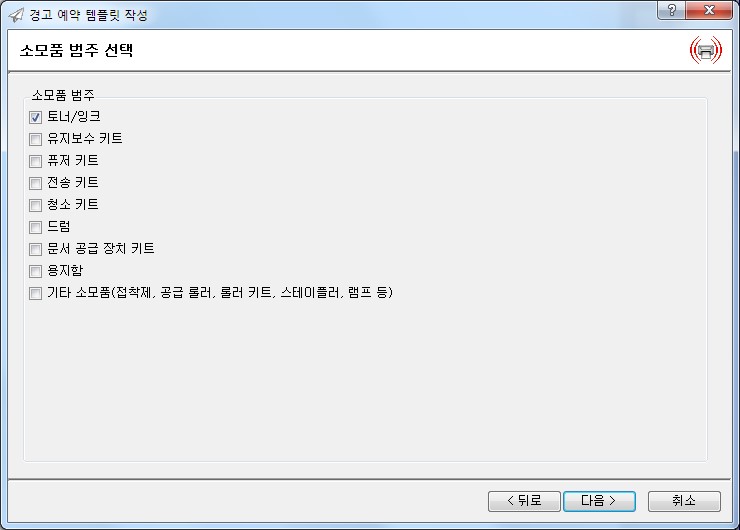 경고 예약 템플릿 작성
소모품 범주 선택
소모품 범주
토너/잉크
유지보수 키트
퓨저 키트
전송 키트
청소 키트
드럼
문서 공급 장치 키트
용지함
기타 소모품(접착제, 공급 롤러, 롤러 키트, 스테이플러, 램프 등)
< 뒤로 다음 > 취소